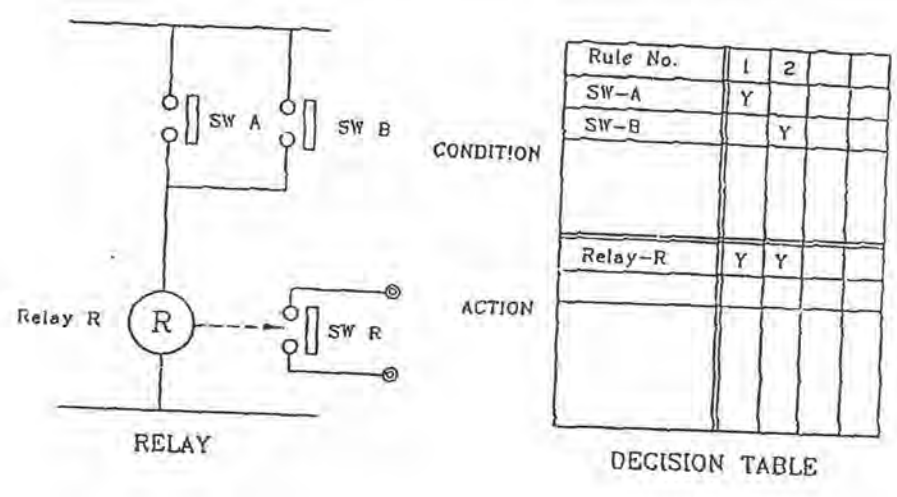 SW A
SW B
Relay R
R
SW R
RELAY
CONDITION
ACTION
Rule No. 1 2
SW-A Y
SW-B Y
Relay-R Y Y
DECISION TABLE